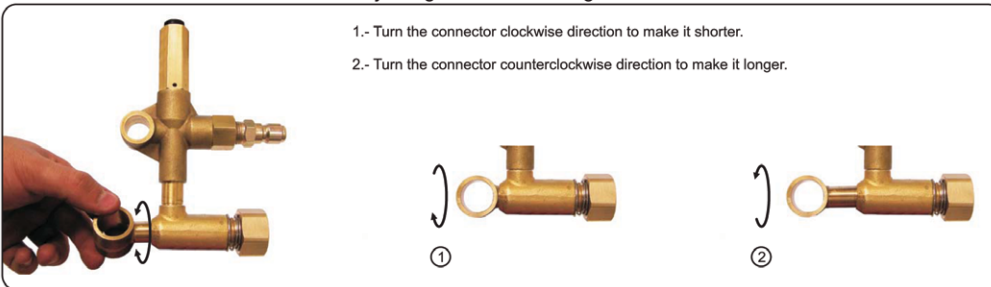 1.- Turn the connector clockwise direction to make it shorter.
2.- Turn the connector counterclockwise direction to make it longer.
1
2